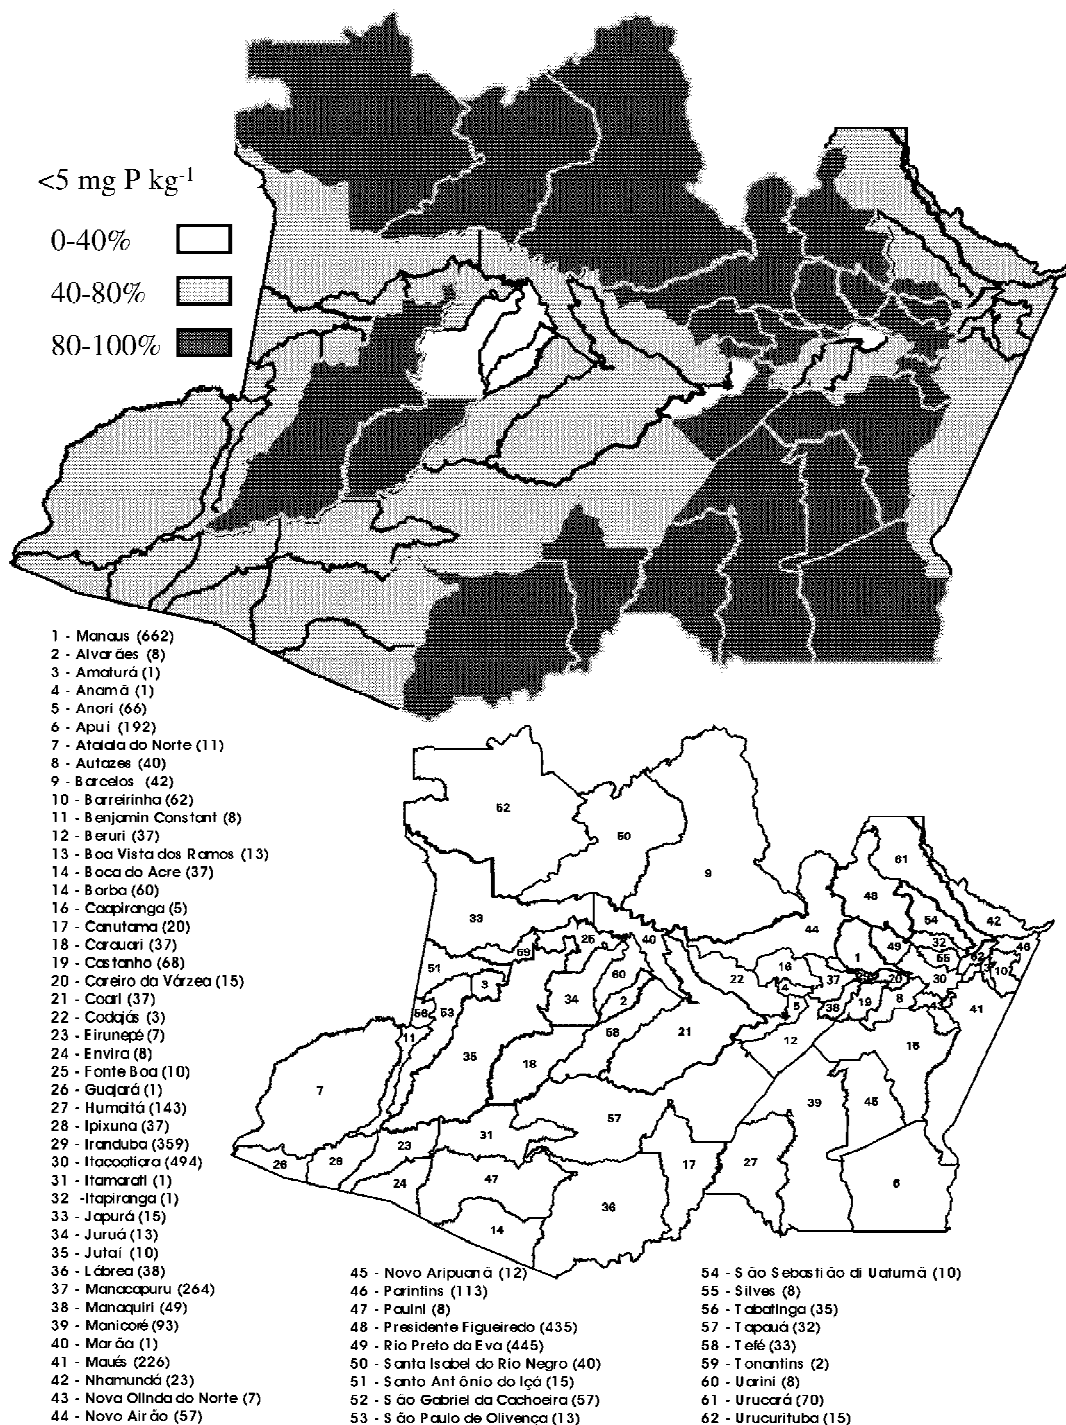 <5 mg P kg-1
0-40%
40-80%
80-100%
1 - Manaus (662)
2 - Alvarães (8)
3 - Amaturá (1)
4 - Anamã (1)
5 - Anori (66)
6 - Apuí (192)
7 - Atalaia do Norte (11)
8 - Autazes (40)
9 - Barcelos (42)
10 - Barreirinha (62)
11 - Benjamin Constant (8)
12 - Beruri (37)
13 - Boa Vista dos Ramos (13)
14 - Boca do Acre (37)
14 - Borba (60)
16 - Caapiranga (5)
17 - Canutama (20)
18 - Carauari (37)
19 - Castanho (68)
20 - Careiro da Várzea (15)
21 - Coari (37)
22 - Codajás (3)
23 - Eirunepé (7)
24 - Envira (8)
25 - Fonte Boa (10)
26 - Guajará (1)
27 - Humaitá (143)
28 - Ipixuna (37)
29 - Iranduba (359)
30 - Itacoatiara (494)
31 - Itamarati (1)
32 -Itapiranga (1)
33 - Japurá (15)
34 - Juruá (13)
35 - Jutaí (10)
36 - Lábrea (38)
37 - Manacapuru (264)
38 - Manaquiri (49)
39 - Manicoré (93)
40 - Marãa (1)
41 - Maués (226)
42 - Nhamundá (23)
43 - Nova Olinda do Norte (7)
44 - Novo Airão (57)
45 - Novo Aripuanã (12)
46 - Parintins (113)
47 - Pauini (8)
48 - Presidente Figueiredo (435)
49 - Rio Preto da Eva (445)
50 - Santa Isabel do Rio Negro (40)
51 - Santo Antônio do Içá (15)
52 - São Gabriel da Cachoeira (57)
53 - São Paulo de Olivença (13)
54 - São Sebastião di Uatumã (10)
55 - Silves (8)
56 - Tabatinga (35)
57 - Tapauá (32)
58 - Tefé (33)
59 - Tonantins (2)
60 - Uarini (8)
61 - Urucará (70)
62 - Urucurituba (15)
52
50
9
61
48
33
44
54
42
32
49
46
59
25
40
1
55
62
10
51
3
60
22
16
37
20
30
34
2
4
5
38
19
8
43
41
56
53
11
58
21
12
15
35
18
7
57
39
45
31
23
28
26
24
47
17
27
6
36
14